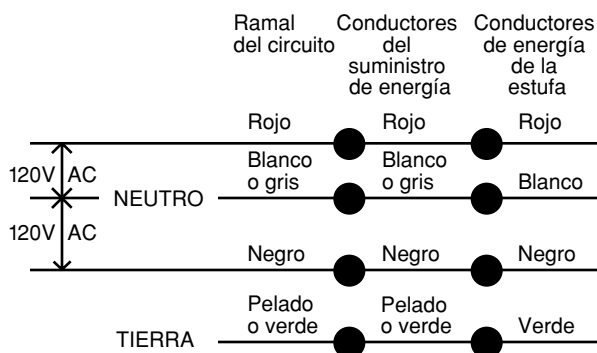 Ramal
del circuito
Conductores
del
suministro
de energía
Conductores
de energía
de la
estufa
Rojo
Rojo
Rojo
120V AC
Blanco
o gris
Blanco
o gris
Blanco
NEUTRO
120V AC
Negro
Negro
Negro
Pelado
o verde
Pelado
o verde
Verde
TIERRA